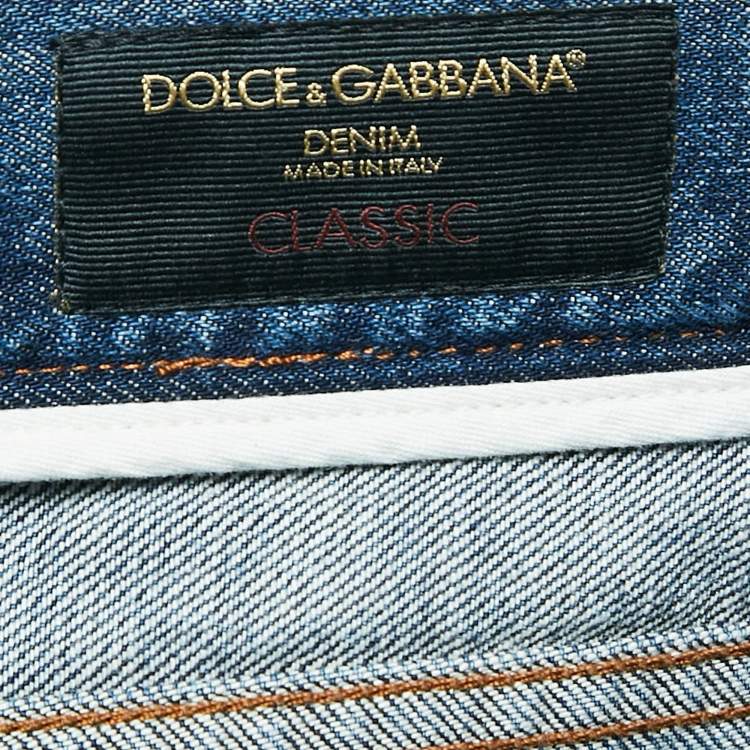 DOLCE & GABBANA®
DENIM
MADE IN ITALY
CLASSIC